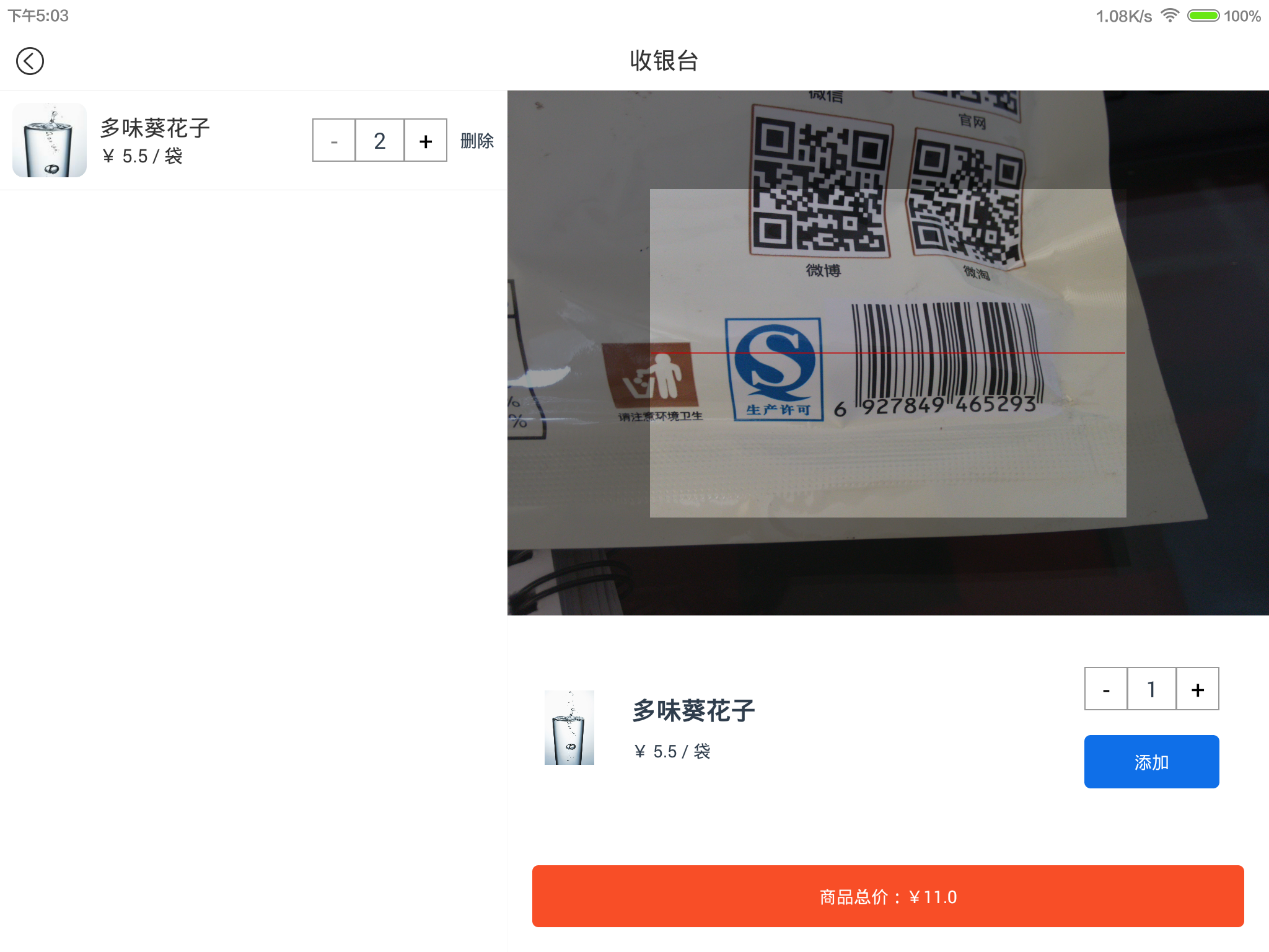 下午5:03
1.08K/s 100%
收银台
多味葵花子
￥ 5.5 / 袋
- 2 + 删除
微信
官网
微博
微淘
请注意环境卫生
生产许可
6 927849 465293
%
%
多味葵花子
￥ 5.5 / 袋
- 1 +
添加
商品总价：￥11.0